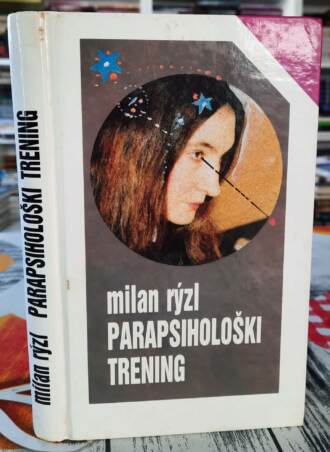 milan rýzl PARAPSIHOLOŠKI TRENING
milan rýzl
PARAPSIHOLOŠKI
TRENING